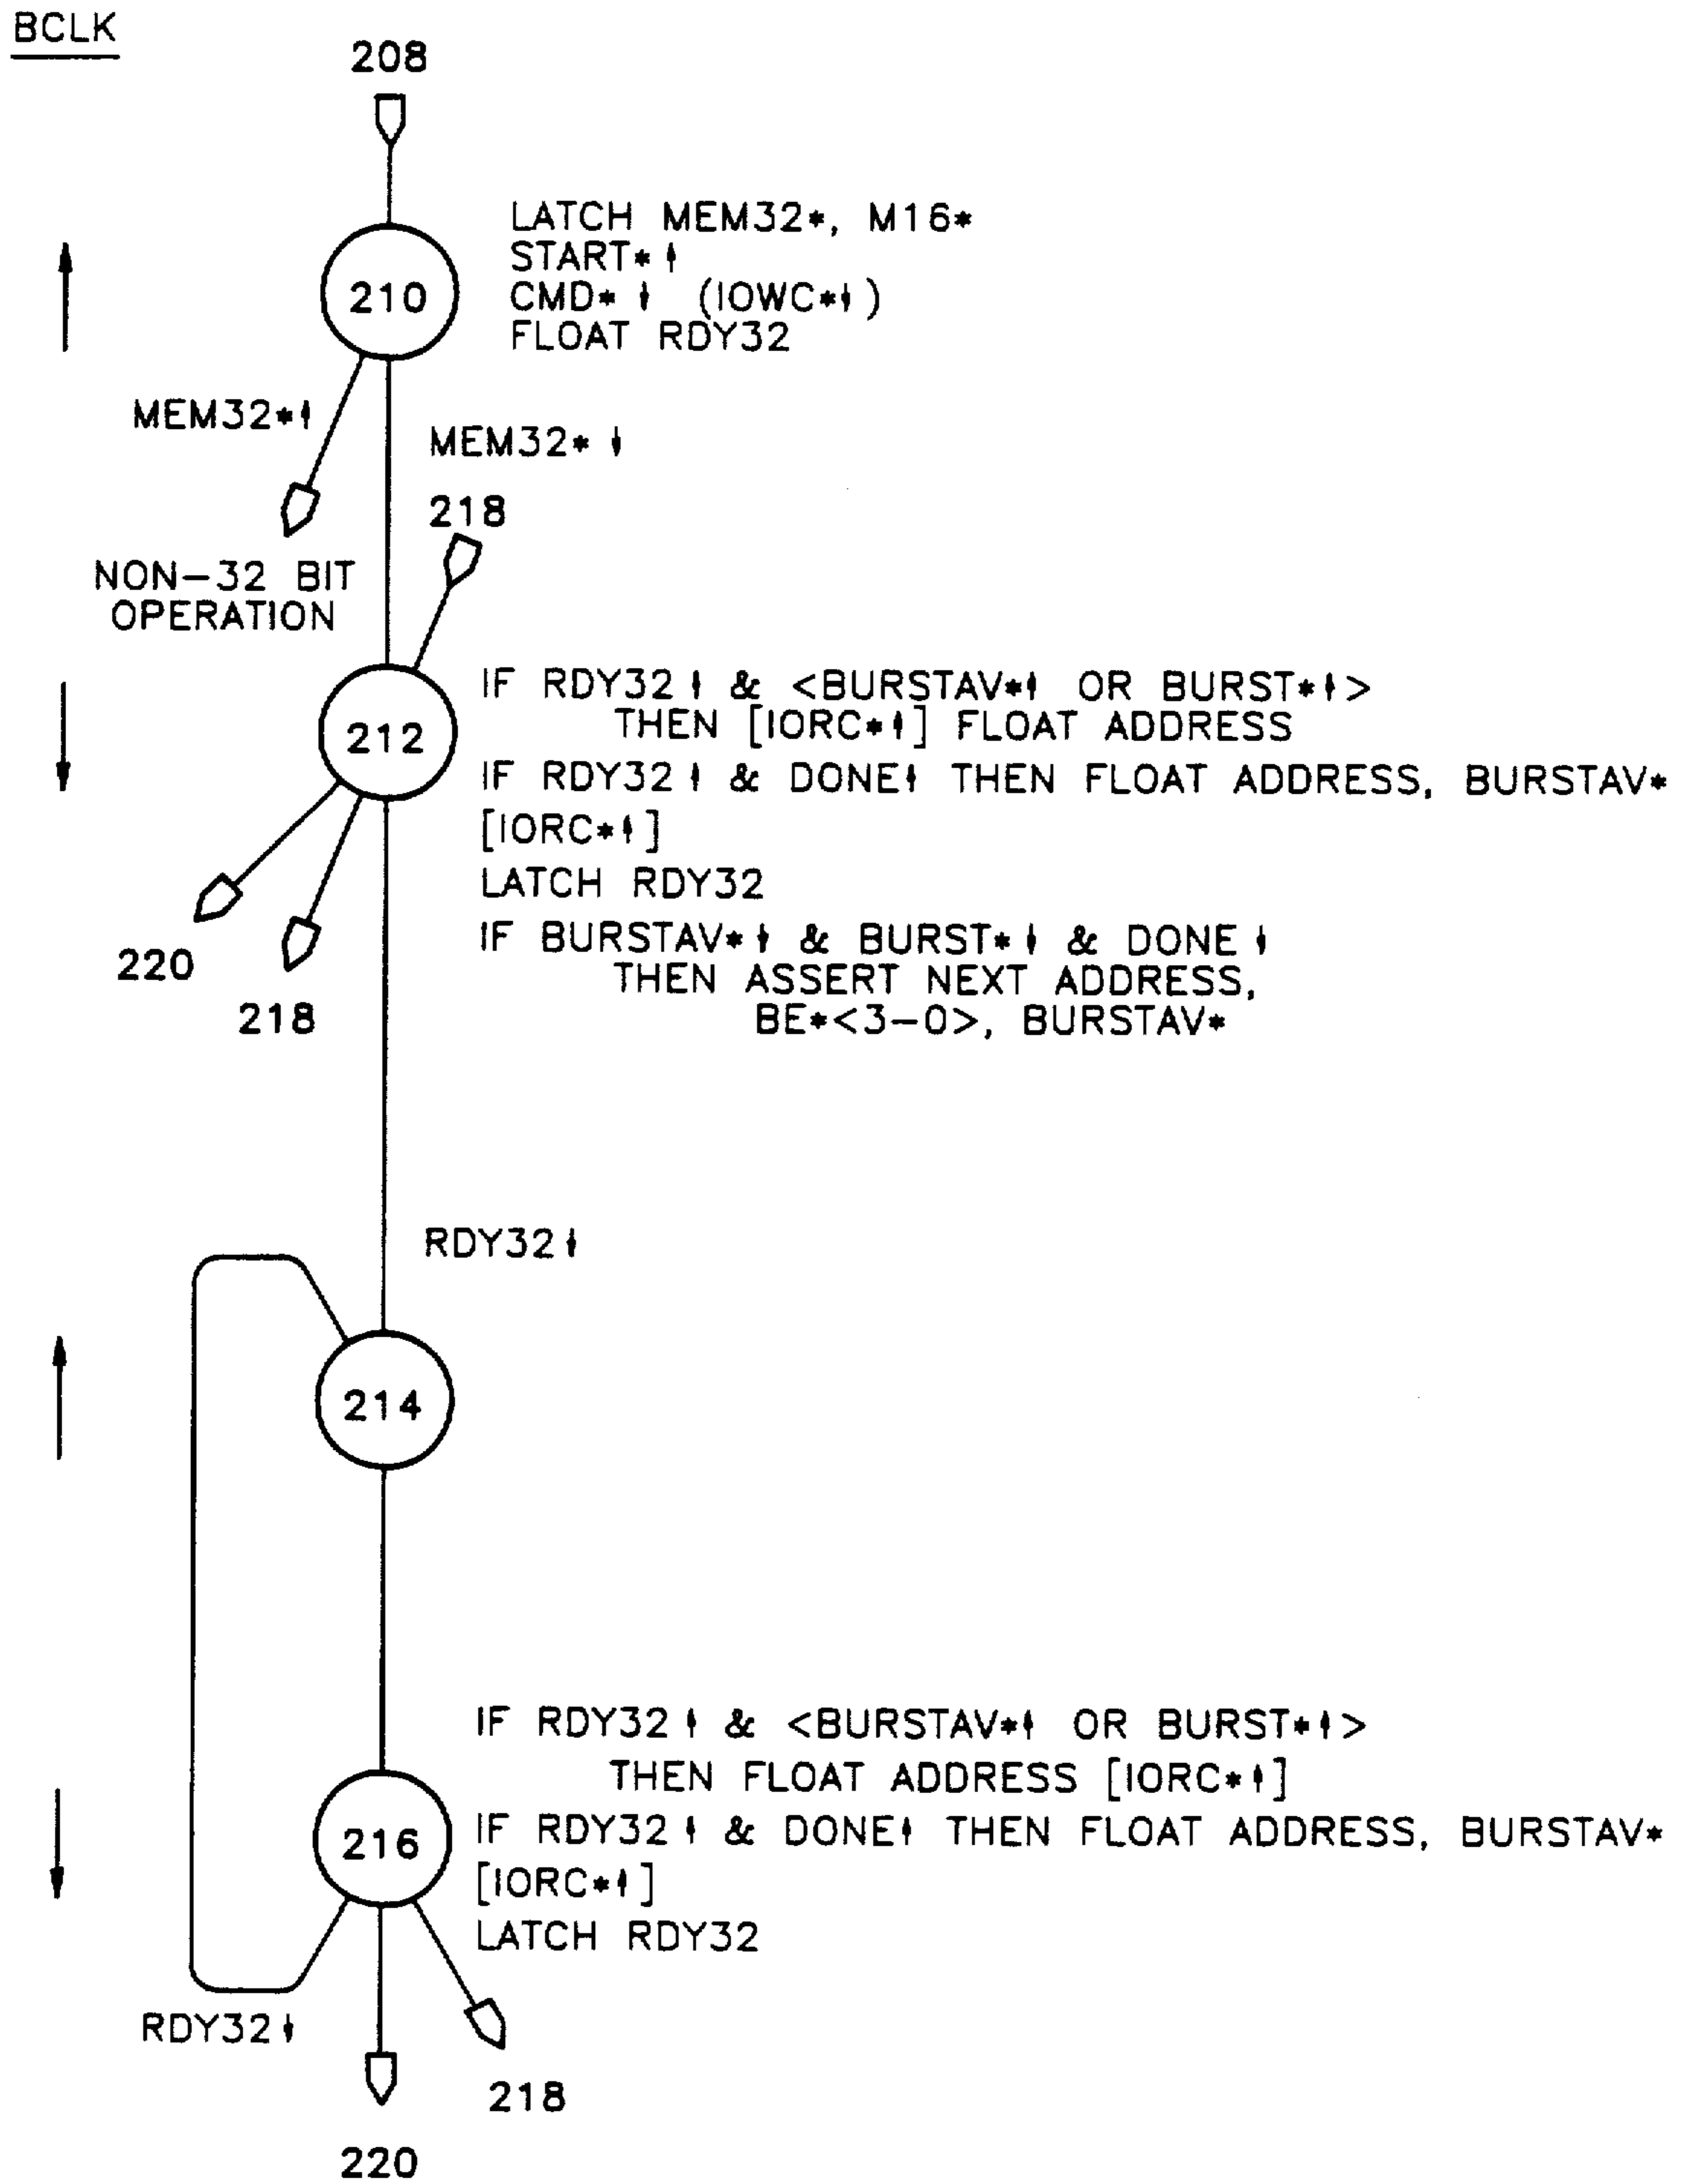 BCLK
208
LATCH MEM32*, M16*
START* ↑
CMD* ↓ (IOWC*↓)
FLOAT RDY32
210
MEM32*↑
MEM32* ↓
218
NON-32 BIT
OPERATION
IF RDY32 ↑ & <BURSTAV*↑ OR BURST*↑>
THEN [IORC*↑] FLOAT ADDRESS
212
IF RDY32 ↑ & DONE↑ THEN FLOAT ADDRESS, BURSTAV*
[IORC*↑]
LATCH RDY32
IF BURSTAV* ↓ & BURST* ↓ & DONE ↓
THEN ASSERT NEXT ADDRESS,
BE*<3-0>, BURSTAV*
220
218
RDY32 ↓
214
IF RDY32 ↑ & <BURSTAV*↑ OR BURST*↑>
THEN FLOAT ADDRESS [IORC*↑]
216
IF RDY32 ↑ & DONE↑ THEN FLOAT ADDRESS, BURSTAV*
[IORC*↑]
LATCH RDY32
RDY32 ↓
218
220